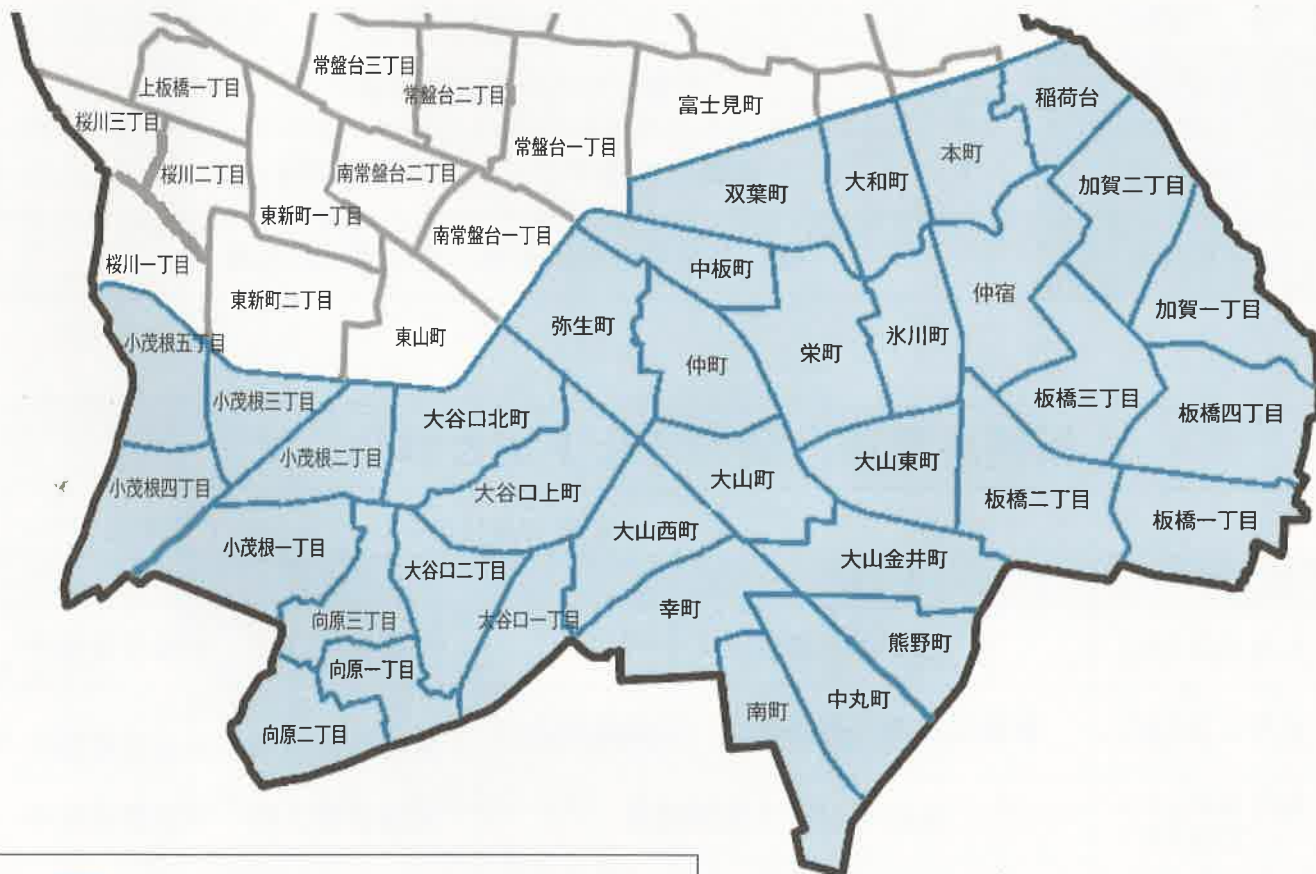 常盤台三丁目
上板橋一丁目
常盤台二丁目
富士見町
稲荷台
桜川三丁目
常盤台一丁目
本町
桜川二丁目
南常盤台二丁目
双葉町
大和町
加賀二丁目
東新町一丁目
南常盤台一丁目
桜川一丁目
中板町
仲宿
東新町二丁目
加賀一丁目
弥生町
東山町
氷川町
小茂根五丁目
栄町
仲町
小茂根三丁目
板橋三丁目
大谷口北町
板橋四丁目
小茂根二丁目
大山東町
小茂根四丁目
大谷口上町
大山町
板橋二丁目
板橋一丁目
大山西町
小茂根一丁目
大山金井町
大谷口二丁目
幸町
向原三丁目
大谷口一丁目
熊野町
向原一丁目
中丸町
南町
向原二丁目